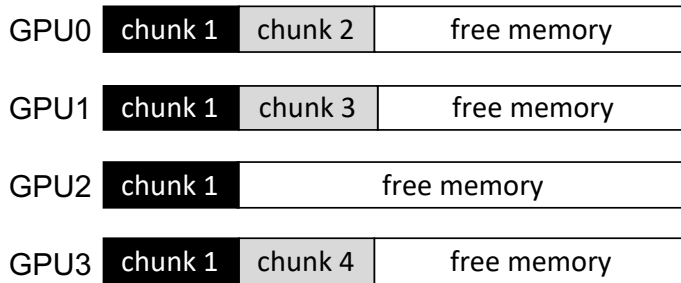 GPU0 chunk 1 chunk 2 free memory
GPU1 chunk 1 chunk 3 free memory
GPU2 chunk 1 free memory
GPU3 chunk 1 chunk 4 free memory